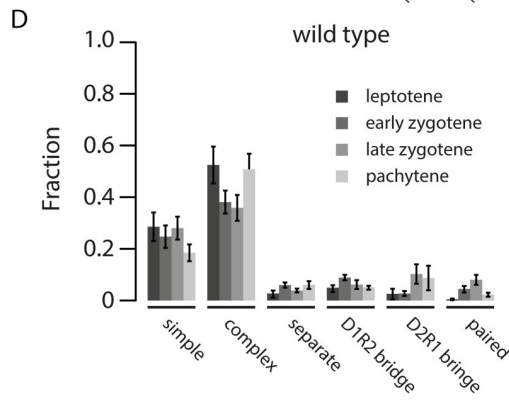 D
wild type
1.0
0.8
0.6
0.4
0.2
0
Fraction
leptotene
early zygotene
late zygotene
pachytene
simple
complex
separate
D1R2 bridge
D2R1 bringe
paired